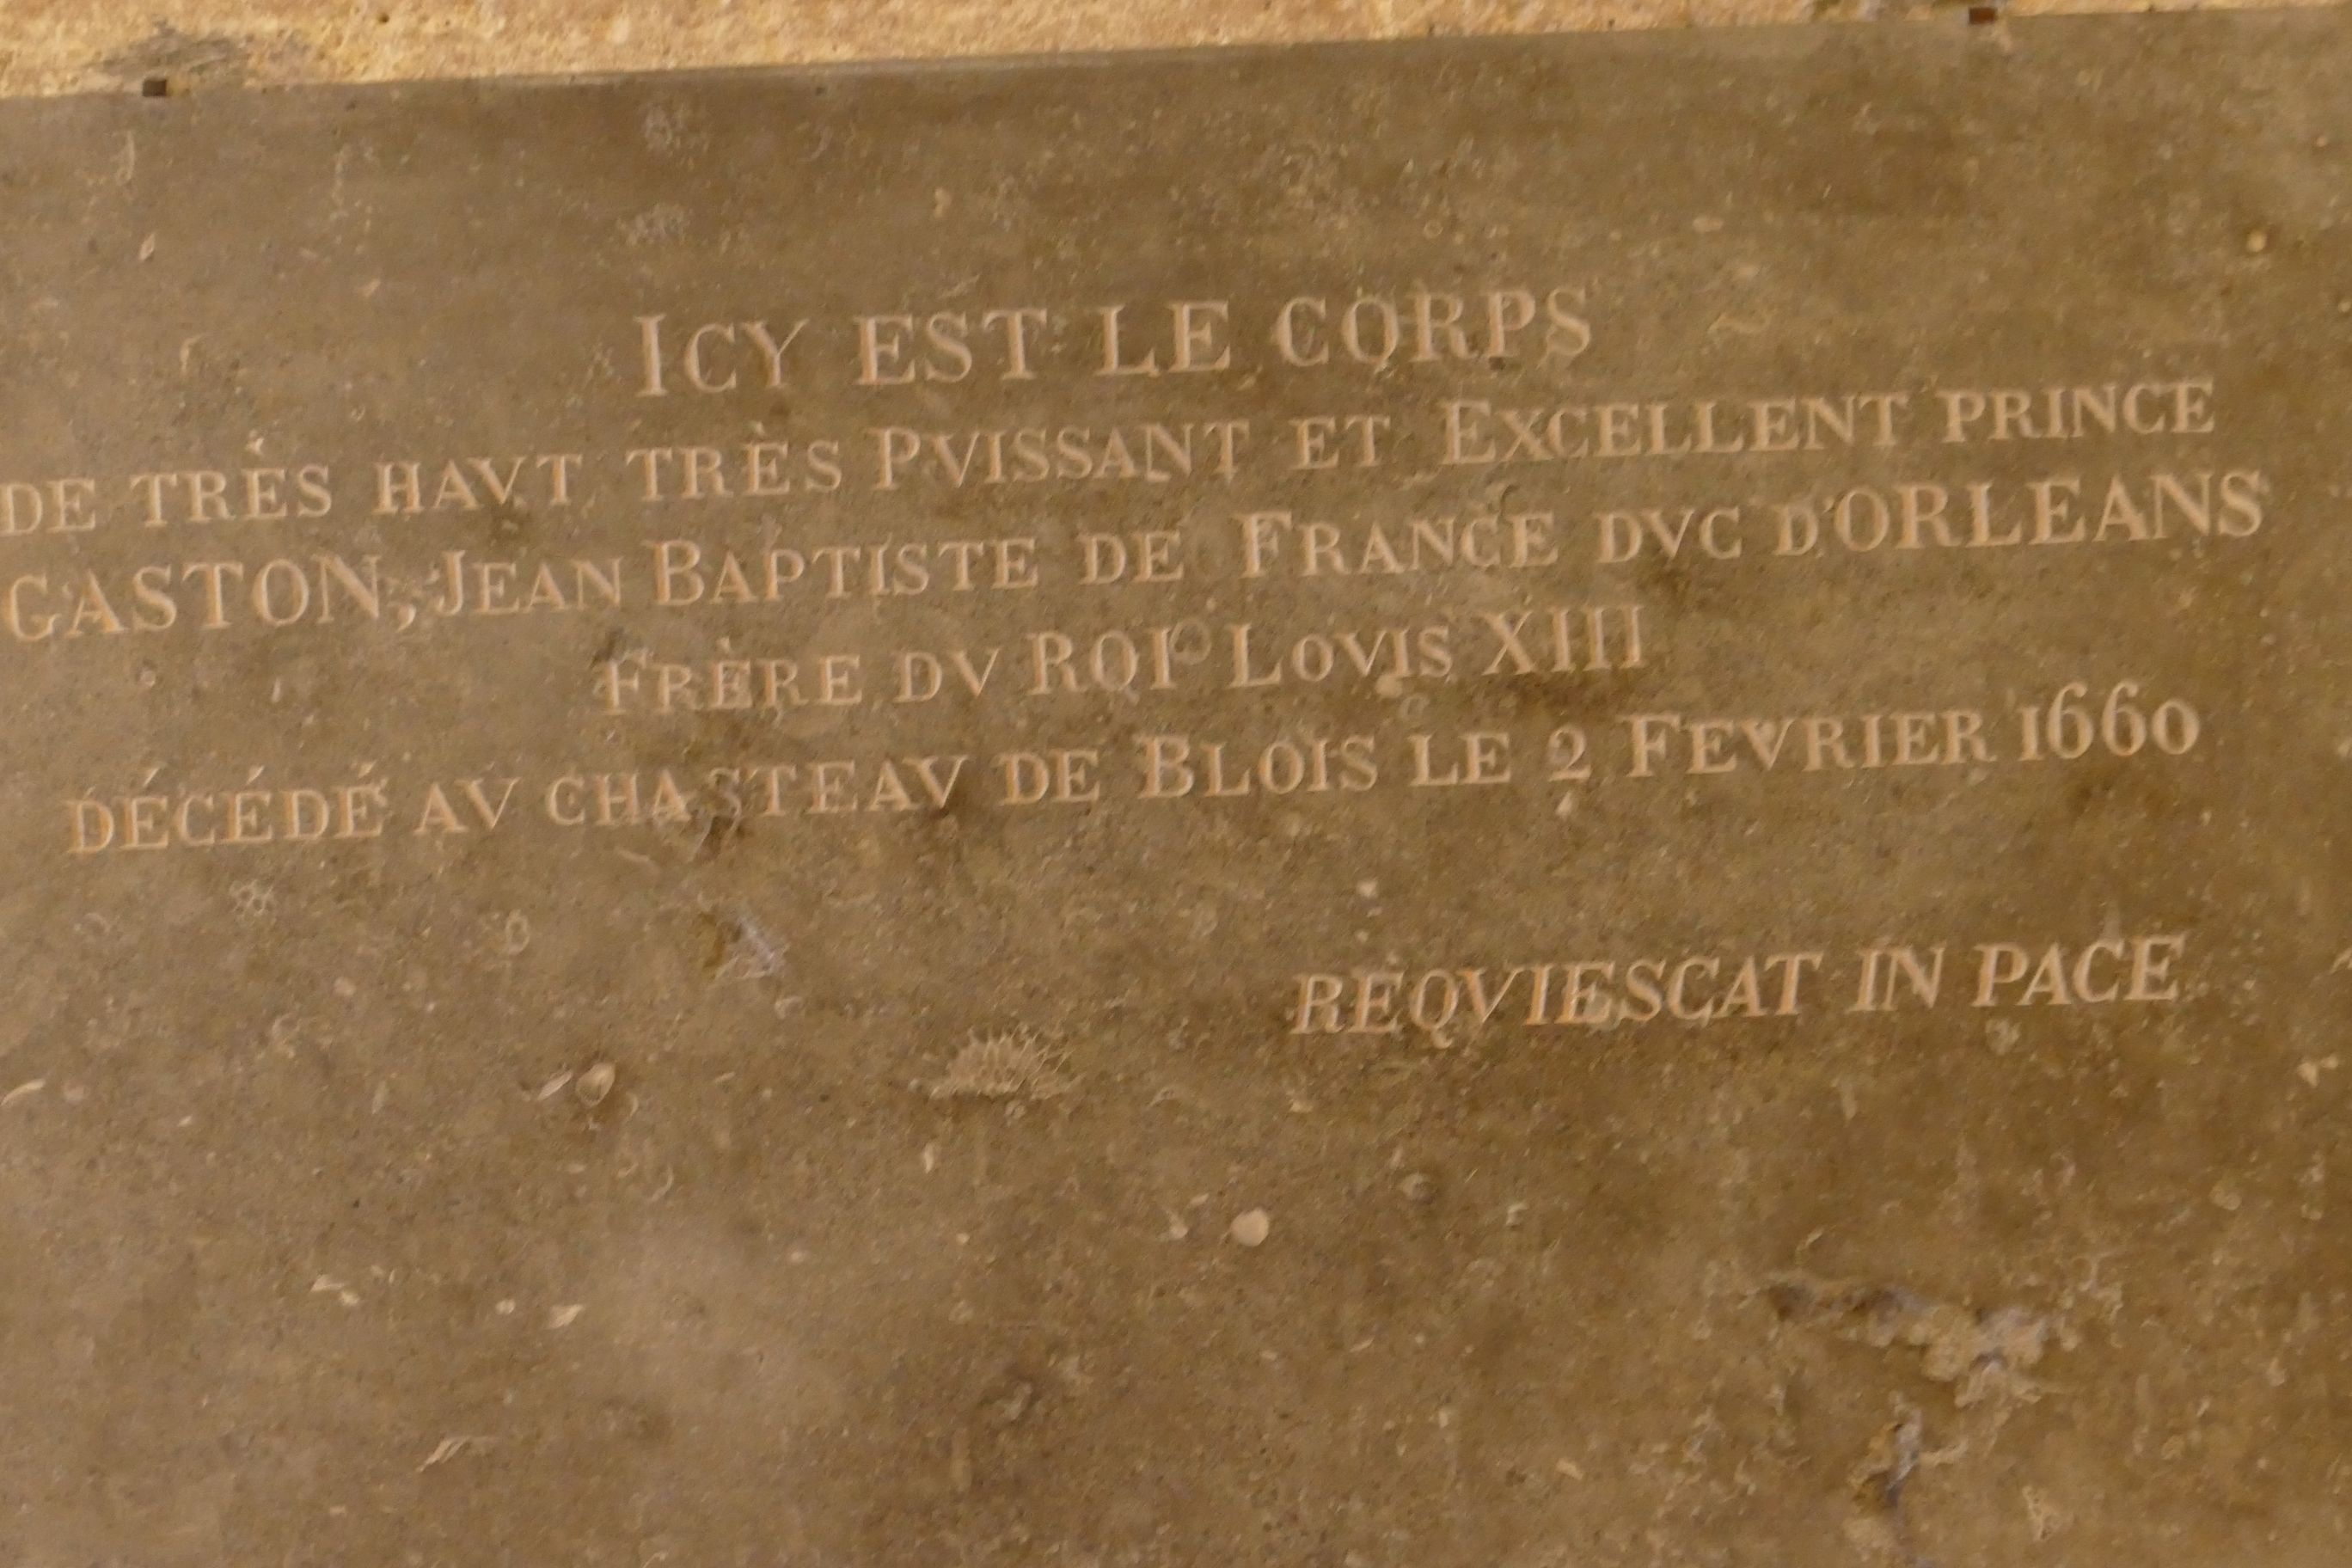 ICY EST LE CORPS
DE TRÈS HAVT TRÈS PVISSANT ET EXCELLENT PRINCE
GASTON, JEAN BAPTISTE DE FRANCE DVC D'ORLEANS
FRÈRE DV ROI LOVIS XIII
DÉCÉDÉ AV CHASTEAV DE BLOIS LE 2 FEVRIER 1660
REQVIESCAT IN PACE